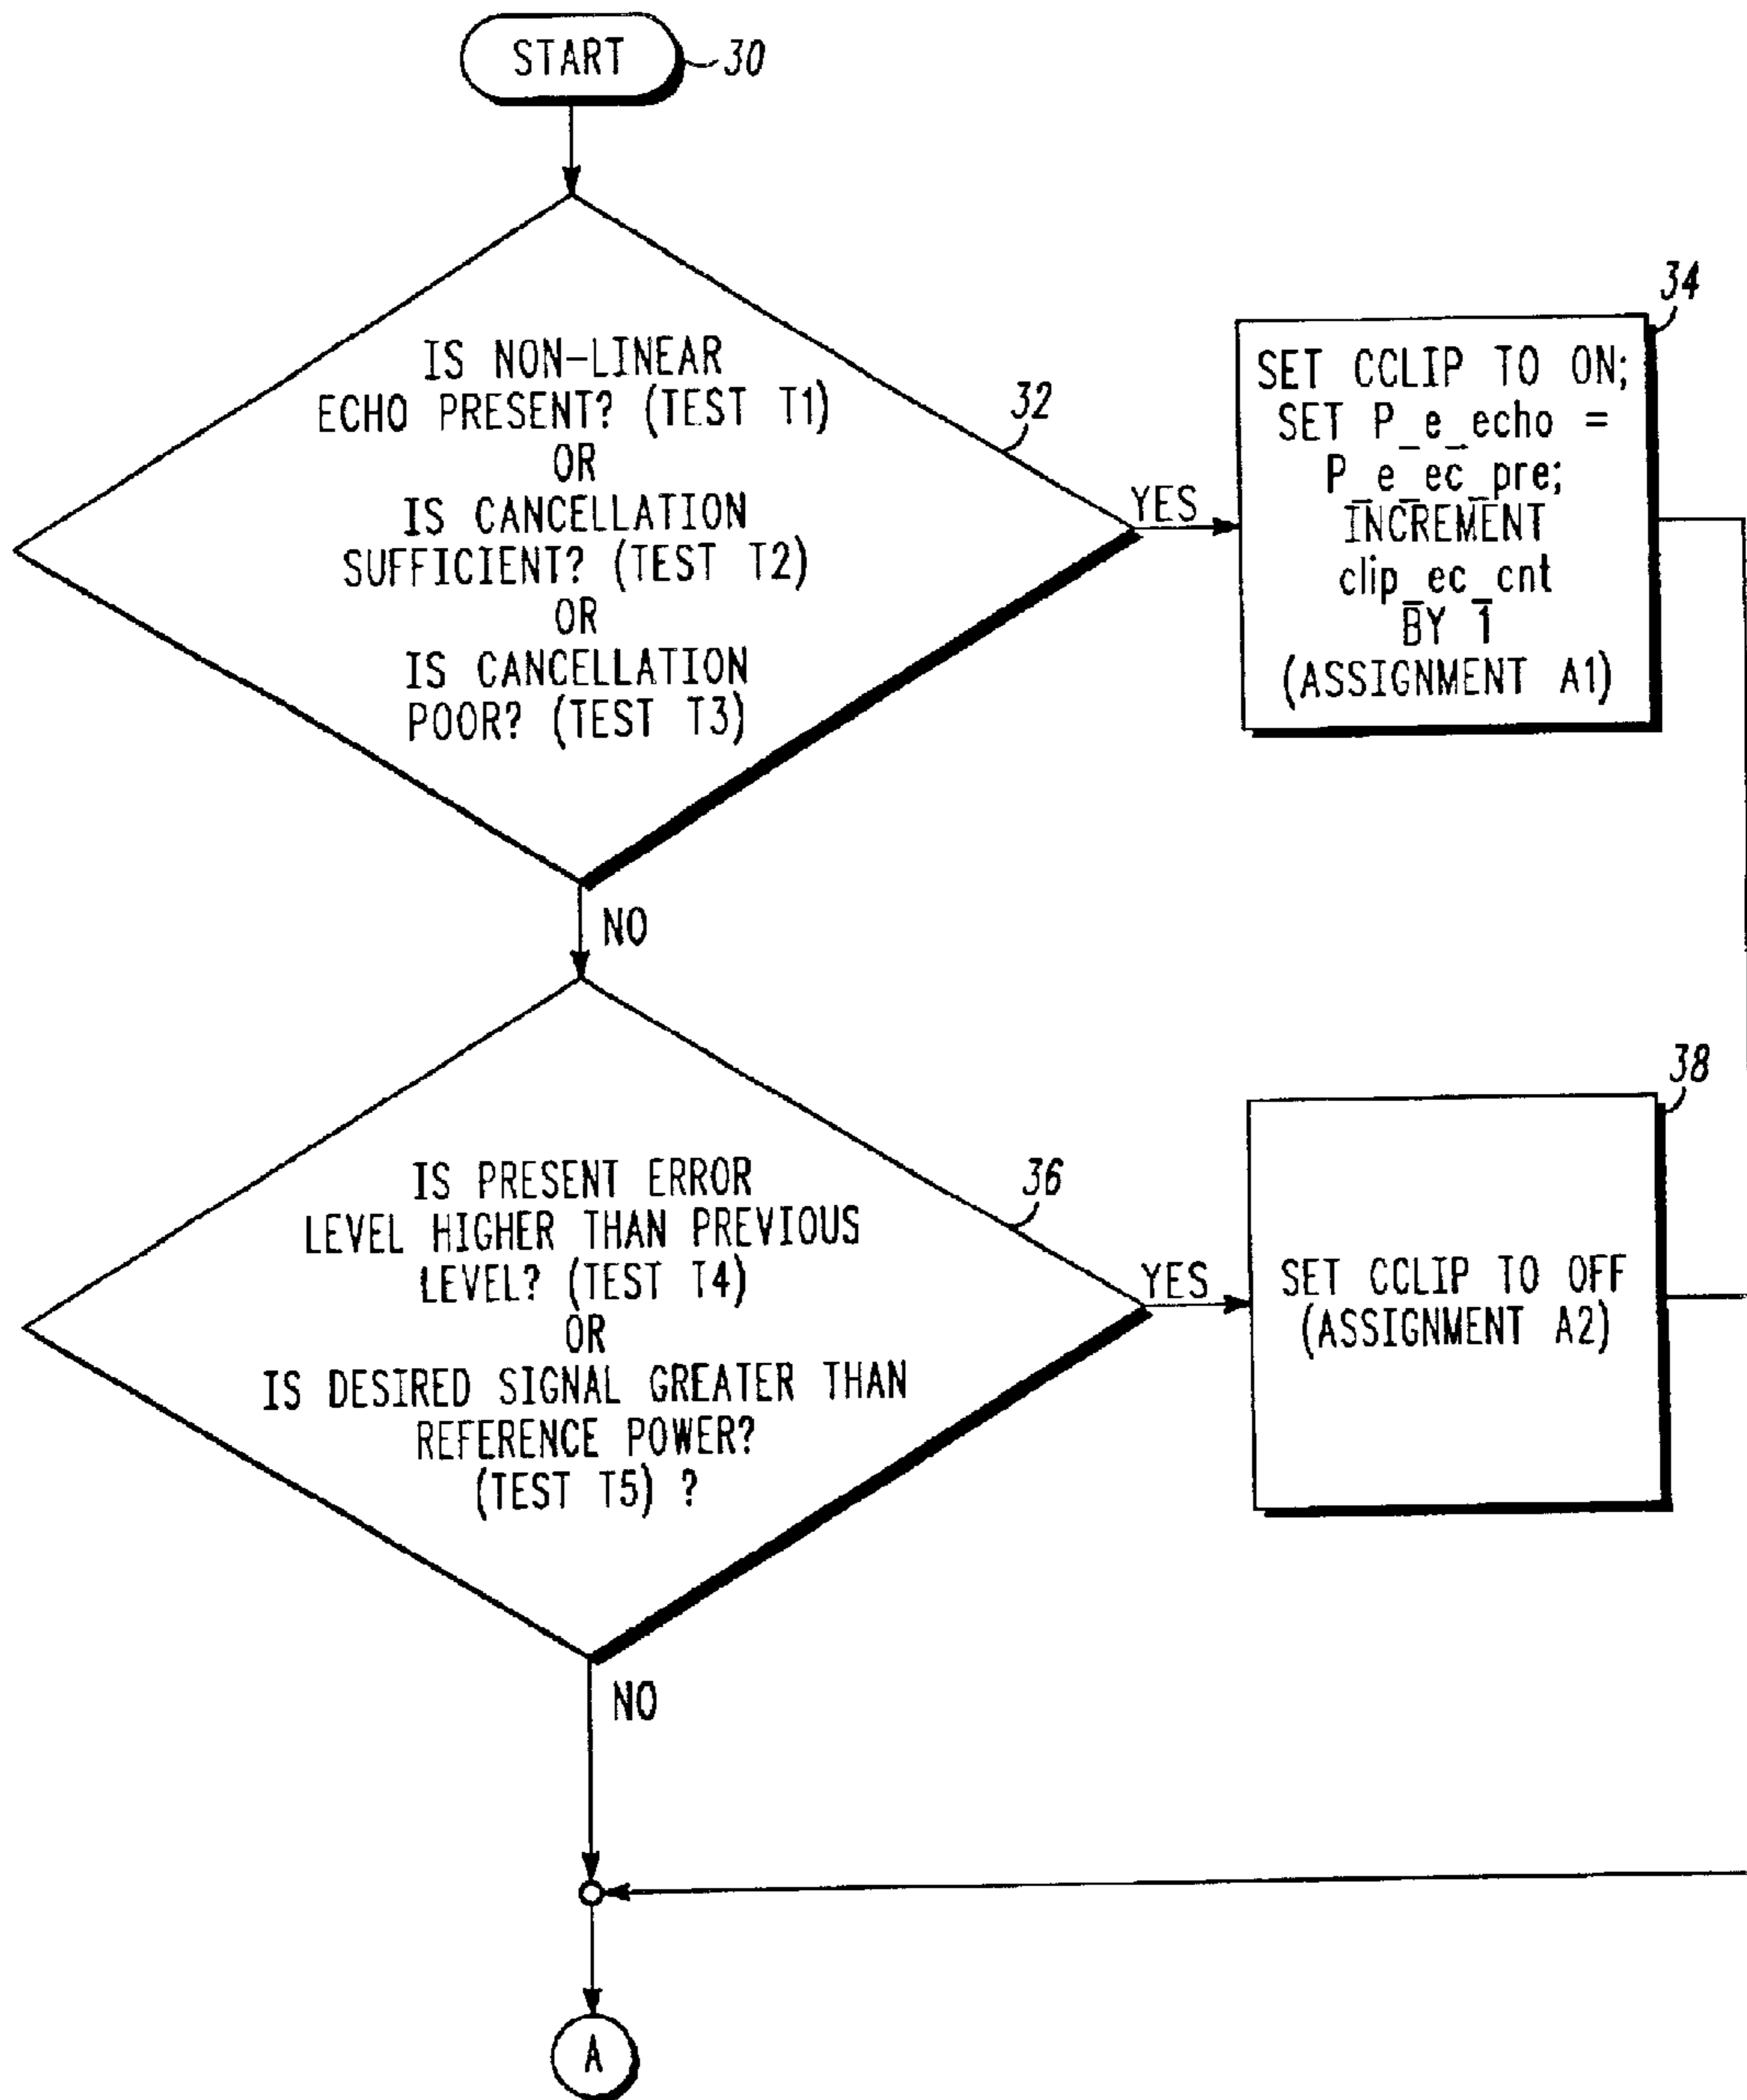 START
30
IS NON-LINEAR
ECHO PRESENT? (TEST T1)
OR
IS CANCELLATION
SUFFICIENT? (TEST T2)
OR
IS CANCELLATION
POOR? (TEST T3)
32
YES
34
SET CCLIP TO ON;
SET P_e_echo =
P_e_ec_pre;
INCREMENT
clip_ec_cnt
BY 1
(ASSIGNMENT A1)
NO
IS PRESENT ERROR
LEVEL HIGHER THAN PREVIOUS
LEVEL? (TEST T4)
OR
IS DESIRED SIGNAL GREATER THAN
REFERENCE POWER?
(TEST T5) ?
36
YES
38
SET CCLIP TO OFF
(ASSIGNMENT A2)
NO
A